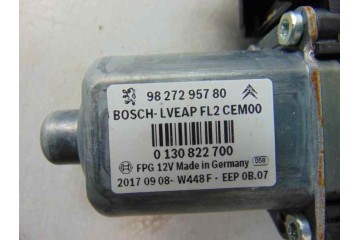 98 272 957 80
BOSCH-LVEAP FL2 CEM00
0 130 822 700
FPG 12V Made in Germany 058
2017 09 08- W448F - EEP 0B.07